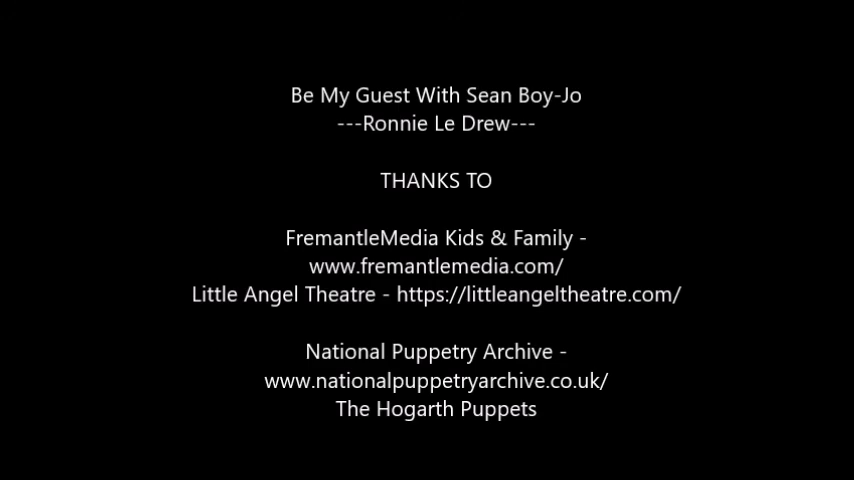 Be My Guest With Sean Boy-Jo
---Ronnie Le Drew---
THANKS TO
FremantleMedia Kids & Family -
www.fremantlemedia.com/
Little Angel Theatre - https://littleangeltheatre.com/
National Puppetry Archive -
www.nationalpuppetryarchive.co.uk/
The Hogarth Puppets